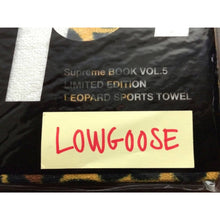 Supreme BOOK VOL.5
LIMITED EDITION
LEOPARD SPORTS TOWEL
LOWGOOSE